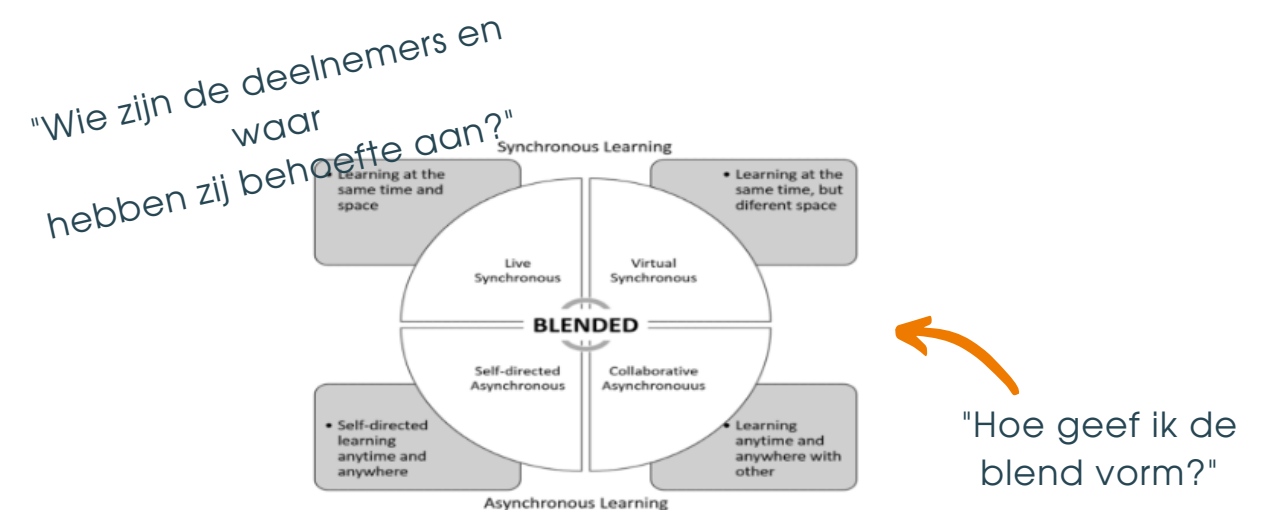 "Wie zijn de deelnemers en
waar
hebben zij behoefte aan?"
Synchronous Learning
• Learning at the
same time and
space
• Learning at the
same time, but
diferent space
Live
Synchronous
Virtual
Synchronous
BLENDED
Self-directed
Asynchronous
Collaborative
Asynchronouus
• Self-directed
learning
anytime and
anywhere
• Learning
anytime and
anywhere with
other
Asynchronous Learning
"Hoe geef ik de
blend vorm?"